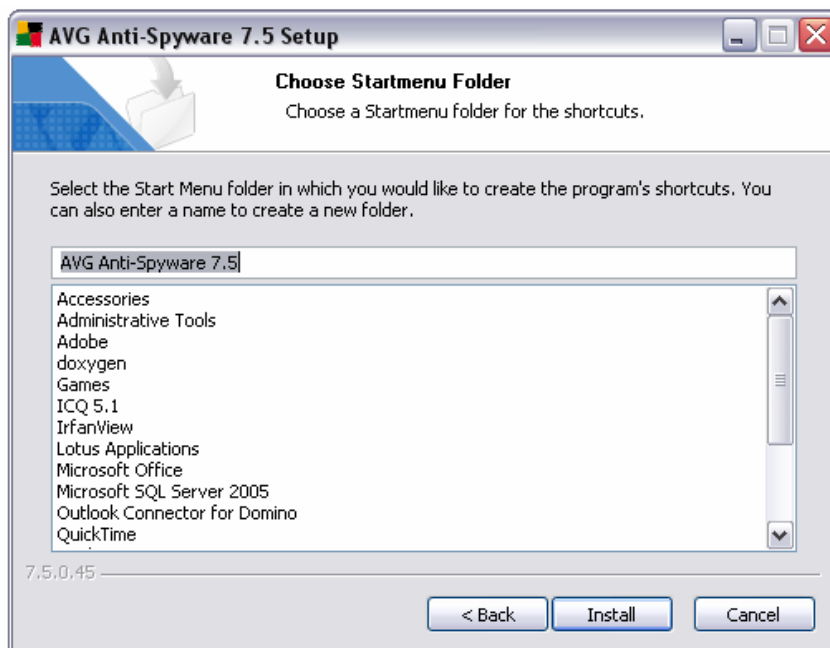 AVG Anti-Spyware 7.5 Setup
Choose Startmenu Folder
Choose a Startmenu folder for the shortcuts.
Select the Start Menu folder in which you would like to create the program's shortcuts. You
can also enter a name to create a new folder.
AVG Anti-Spyware 7.5
Accessories
Administrative Tools
Adobe
doxygen
Games
ICQ 5.1
IrfanView
Lotus Applications
Microsoft Office
Microsoft SQL Server 2005
Outlook Connector for Domino
QuickTime
7.5.0.45
< Back
Install
Cancel